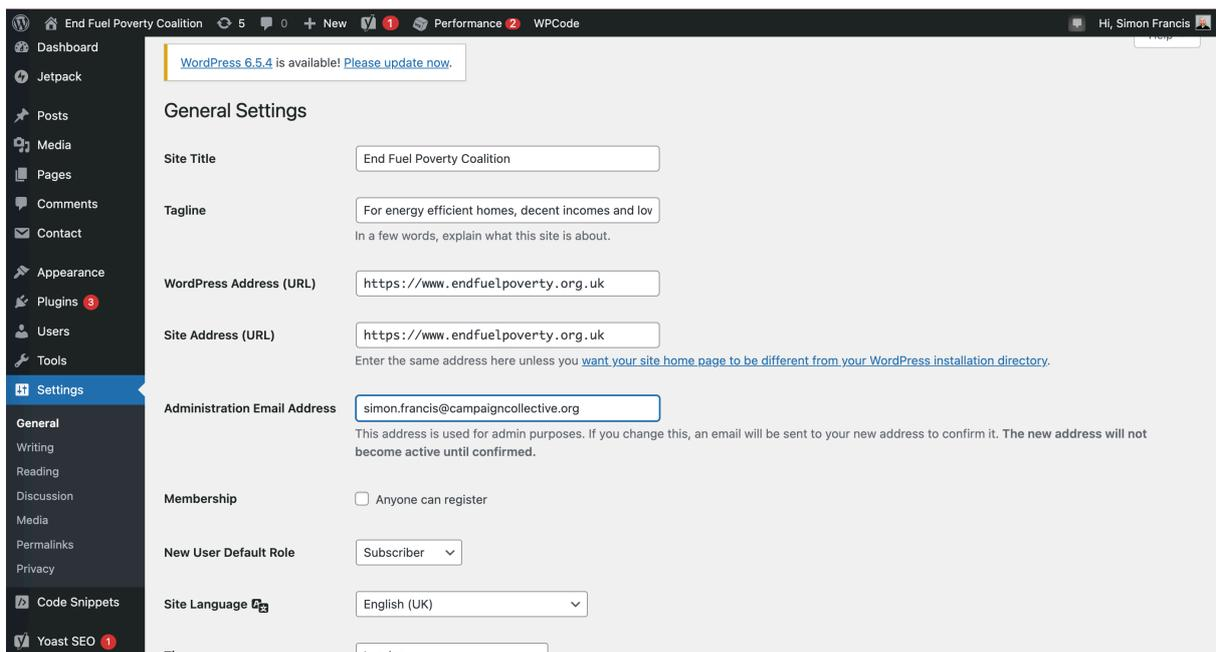 End Fuel Poverty Coalition 5 0 New 1 Performance 2 WPCode Hi, Simon Francis
Help
Dashboard
Jetpack
Posts
Media
Pages
Comments
Contact
Appearance
Plugins 3
Users
Tools
Settings
General
Writing
Reading
Discussion
Media
Permalinks
Privacy
Code Snippets
Yoast SEO 1
WordPress 6.5.4 is available! Please update now.
General Settings
Site Title
End Fuel Poverty Coalition
Tagline
For energy efficient homes, decent incomes and lov
In a few words, explain what this site is about.
WordPress Address (URL)
https://www.endfuelpoverty.org.uk
Site Address (URL)
https://www.endfuelpoverty.org.uk
Enter the same address here unless you want your site home page to be different from your WordPress installation directory.
Administration Email Address
simon.francis@campaigncollective.org
This address is used for admin purposes. If you change this, an email will be sent to your new address to confirm it. The new address will not
become active until confirmed.
Membership
Anyone can register
New User Default Role
Subscriber
Site Language
English (UK)